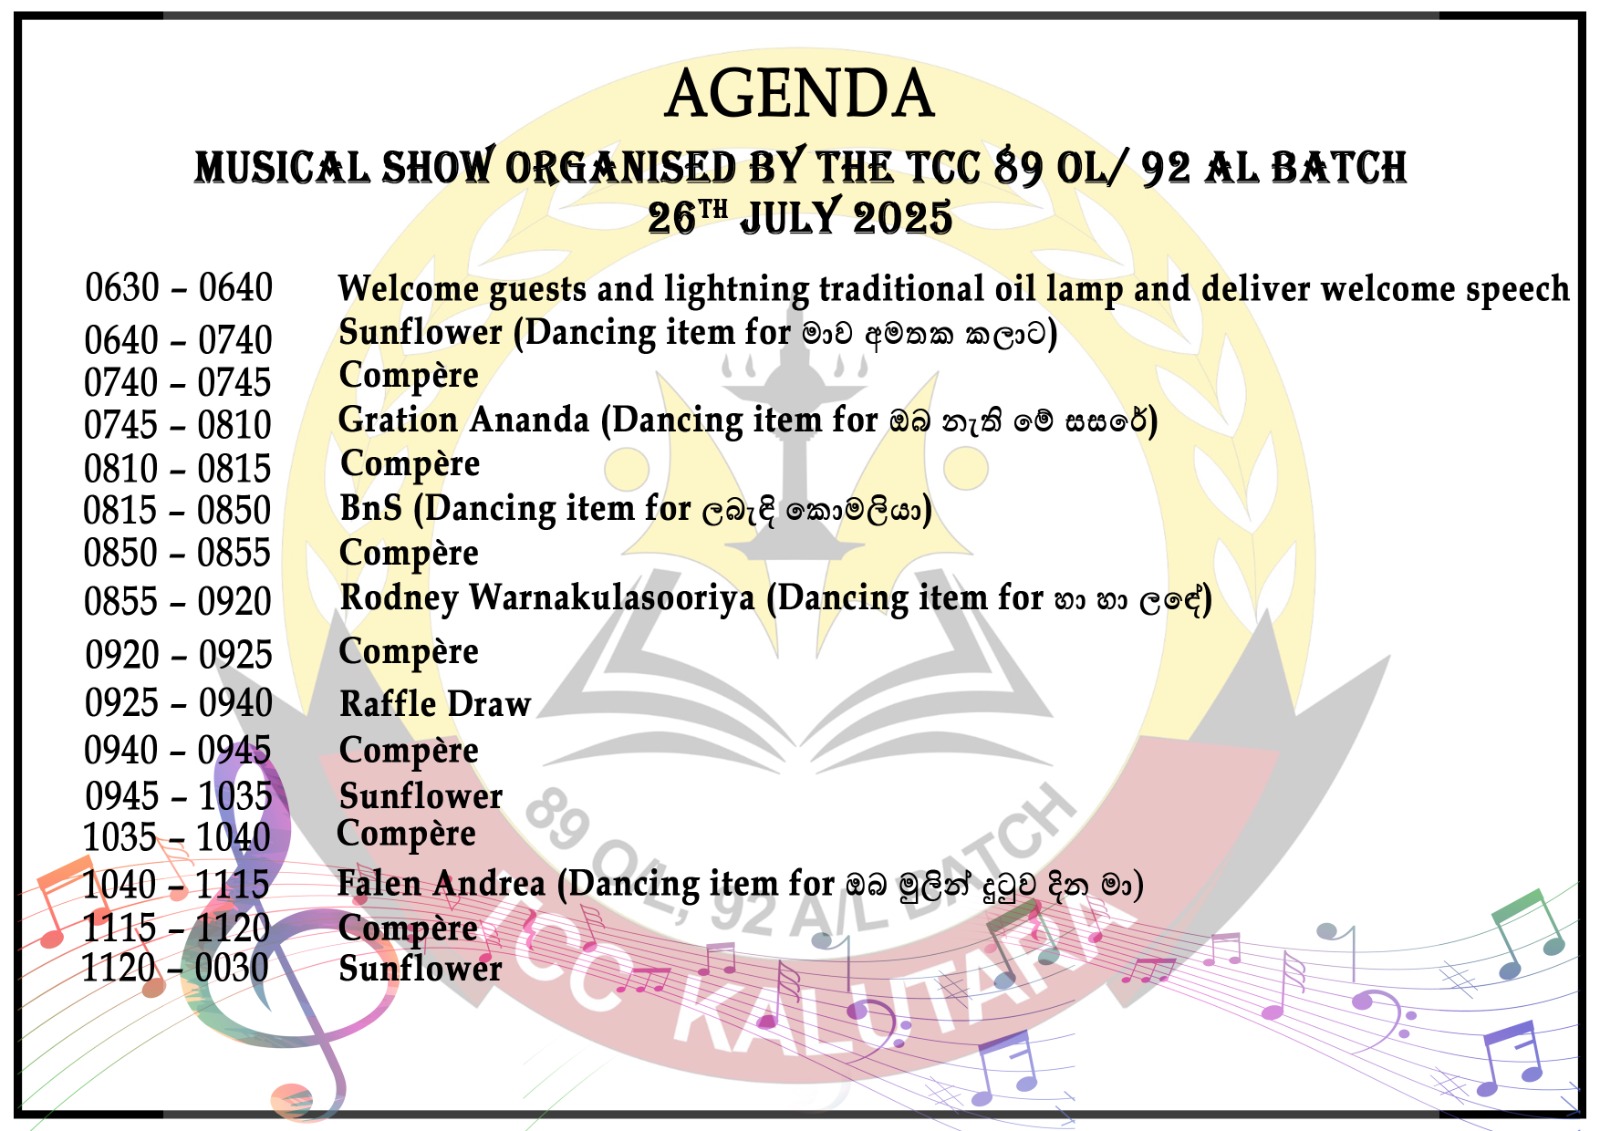 AGENDA
MUSICAL SHOW ORGANISED BY THE TCC 89 OL/ 92 AL BATCH
26TH JULY 2025
0630 – 0640 Welcome guests and lightning traditional oil lamp and deliver welcome speech
0640 – 0740 Sunflower (Dancing item for මාව අමතක කලාට)
0740 – 0745 Compère
0745 – 0810 Gration Ananda (Dancing item for ඔබ නැති මේ සසරේ)
0810 – 0815 Compère
0815 – 0850 BnS (Dancing item for ලබැඳි කොමලියා)
0850 – 0855 Compère
0855 – 0920 Rodney Warnakulasooriya (Dancing item for හා හා ලඳේ)
0920 – 0925 Compère
0925 – 0940 Raffle Draw
0940 – 0945 Compère
0945 – 1035 Sunflower
1035 – 1040 Compère
1040 – 1115 Falen Andrea (Dancing item for ඔබ මුලින් දුටුව දින මා)
1115 – 1120 Compère
1120 – 0030 Sunflower
89 O/L, 92 A/L BATCH
TCC KALUTARA